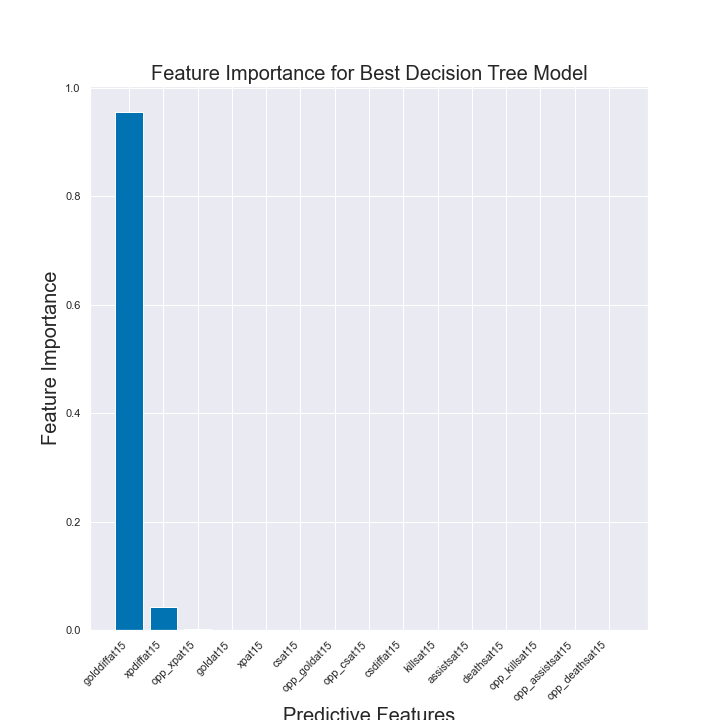 Feature Importance for Best Decision Tree Model
1.0
0.8
0.6
0.4
0.2
0.0
Feature Importance
golddiffat15
xpdiffat15
opp_xpat15
goldat15
xpat15
csat15
opp_goldat15
opp_csat15
csdiffat15
killsat15
assistsat15
deathsat15
opp_killsat15
opp_assistsat15
opp_deathsat15
Predictive Features